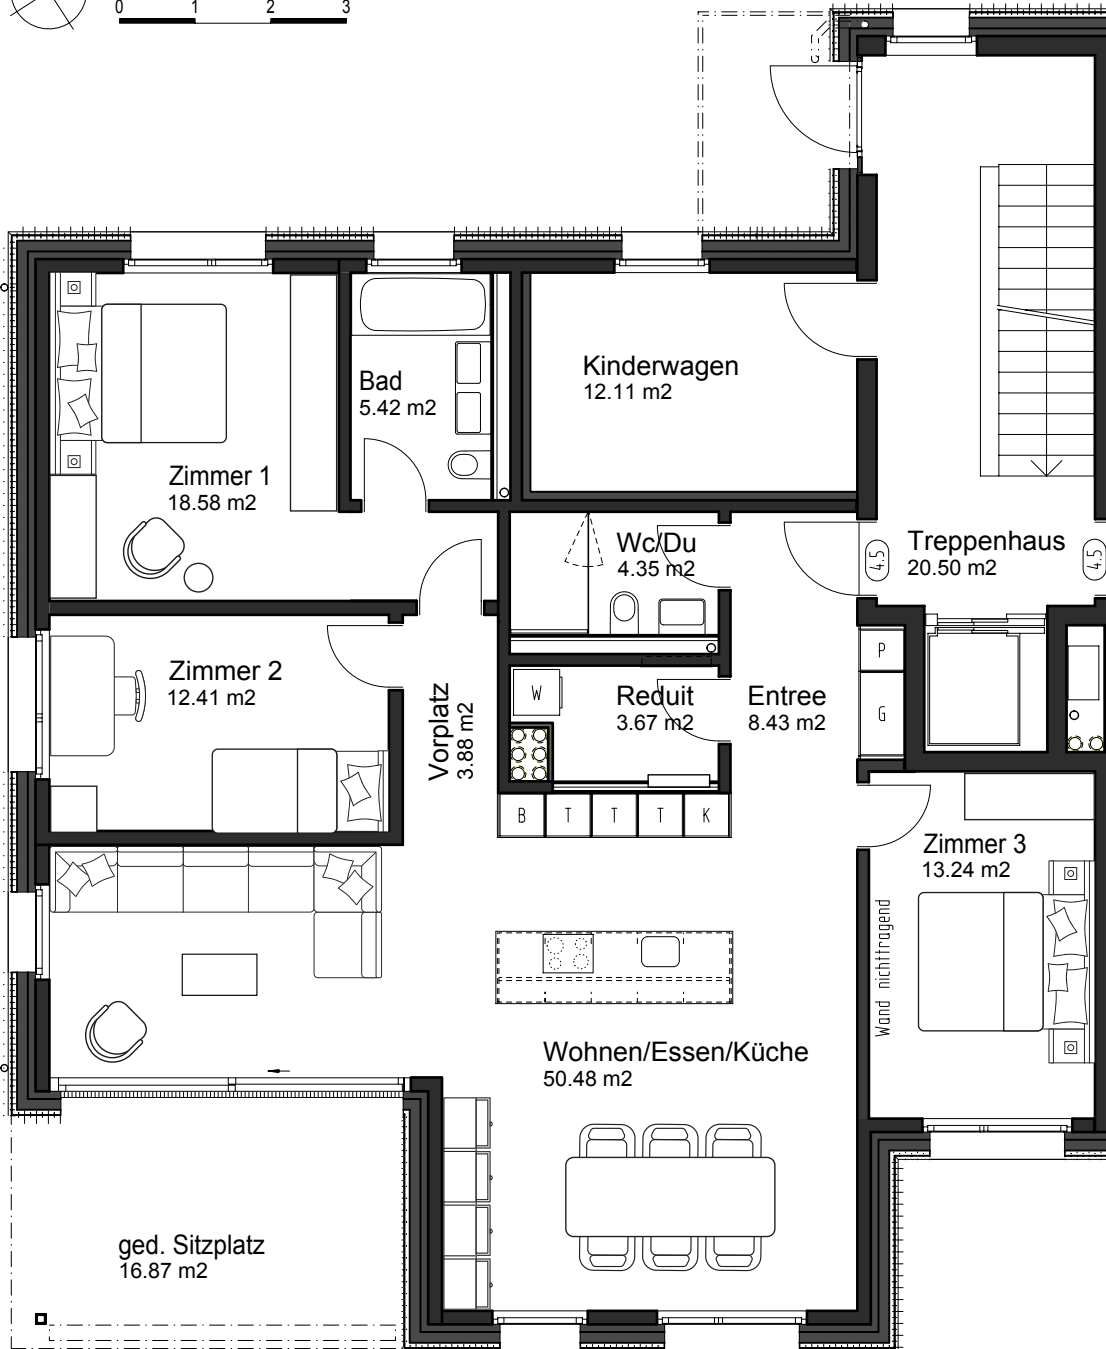 0 1 2 3
Kinderwagen
12.11 m2
Bad
5.42 m2
Zimmer 1
18.58 m2
Wc/Du
4.35 m2
4.5
Treppenhaus
20.50 m2
4.5
Zimmer 2
12.41 m2
Vorplatz
3.88 m2
W
Reduit
3.67 m2
Entree
8.43 m2
P
G
B T T T K
Zimmer 3
13.24 m2
Wand nichttragend
Wohnen/Essen/Küche
50.48 m2
ged. Sitzplatz
16.87 m2